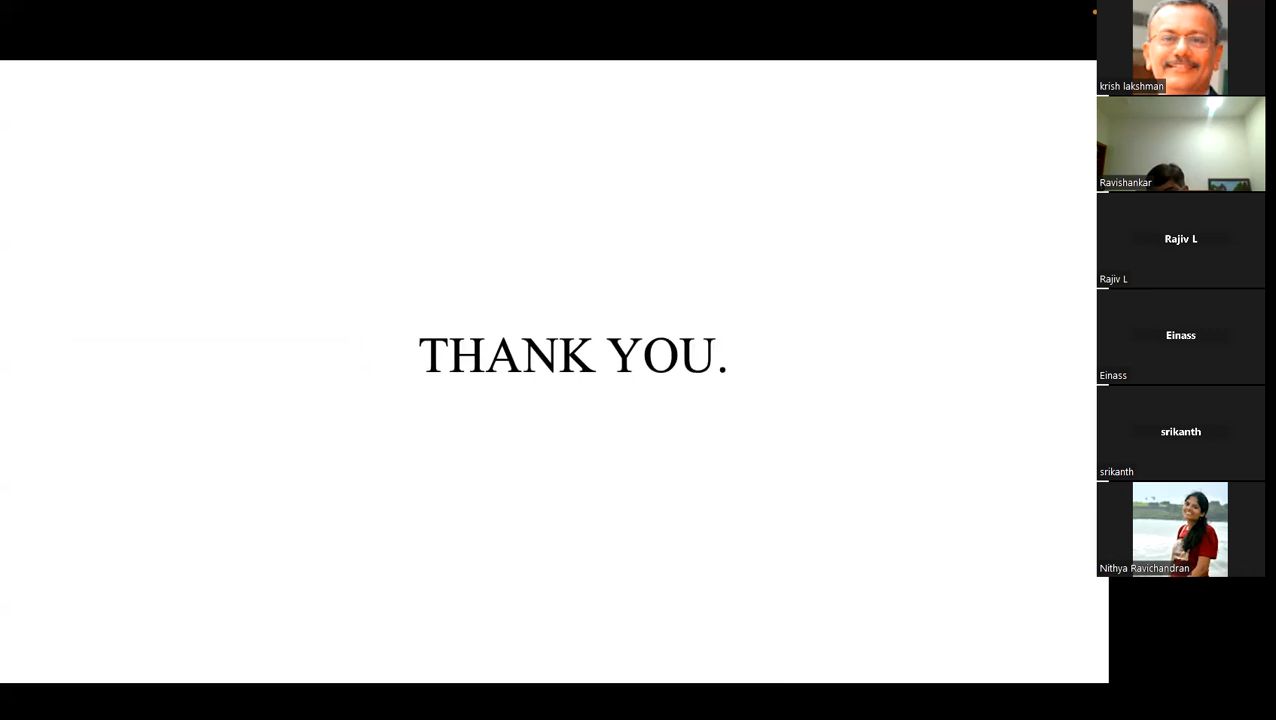 THANK YOU.
krish lakshman
Ravishankar
Rajiv L
Rajiv L
Einass
Einass
srikanth
srikanth
Nithya Ravichandran